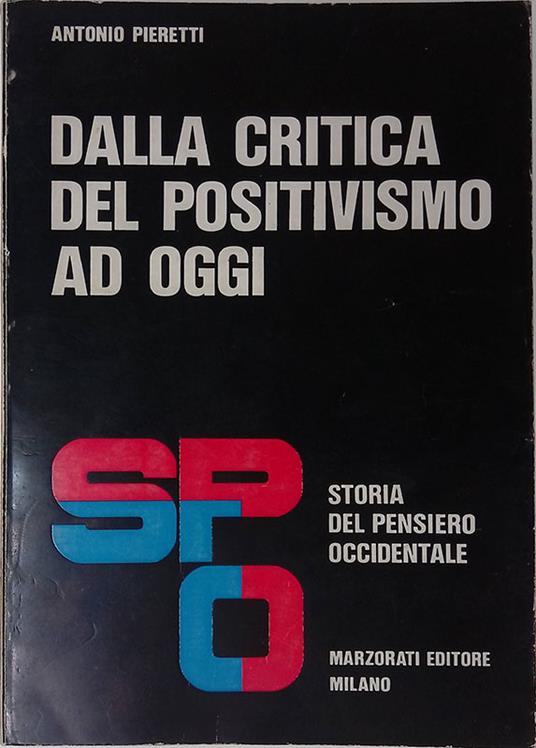 ANTONIO PIERETTI
DALLA CRITICA
DEL POSITIVISMO
AD OGGI
SP
O
STORIA
DEL PENSIERO
OCCIDENTALE
MARZORATI EDITORE
MILANO